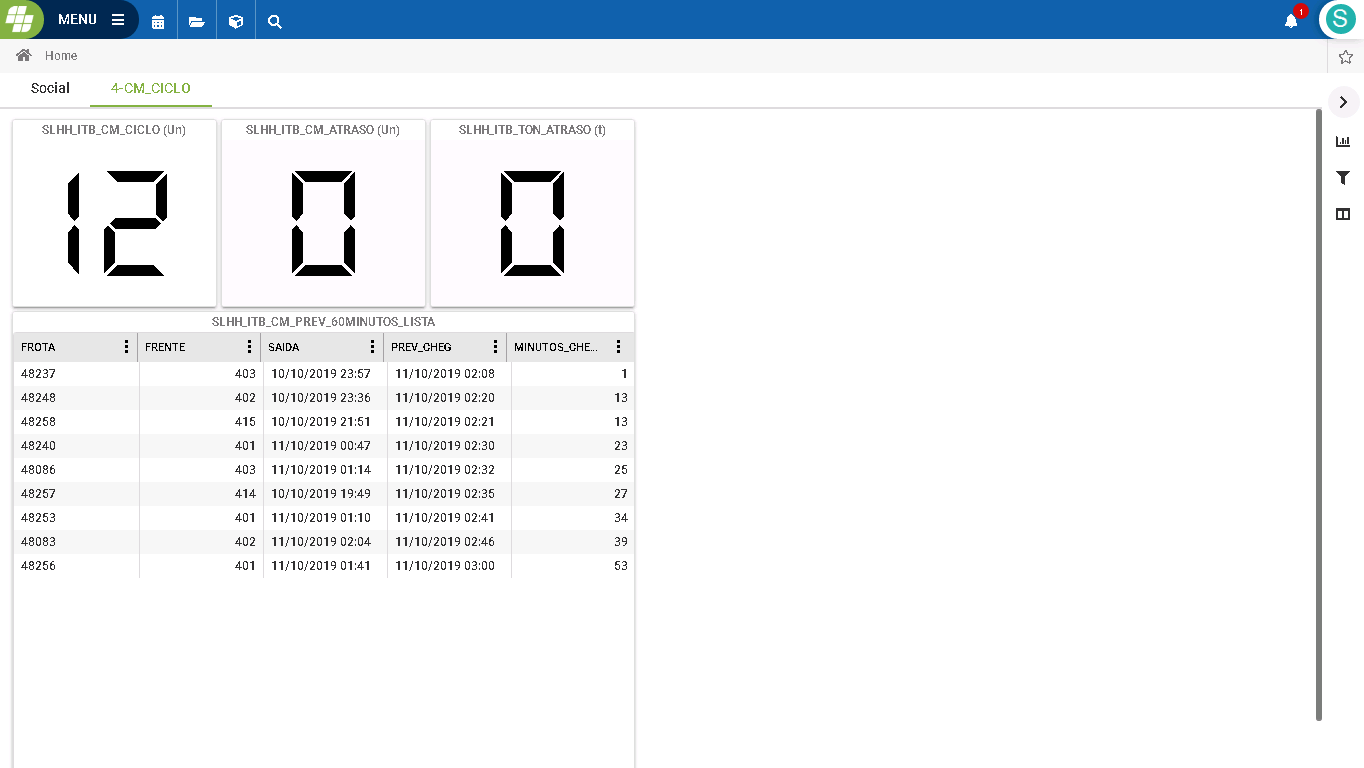 MENU
1
S
Home
Social 4-CM_CICLO
SLHH_ITB_CM_CICLO (Un) SLHH_ITB_CM_ATRASO (Un) SLHH_ITB_TON_ATRASO (t)
12 0 0
SLHH_ITB_CM_PREV_60MINUTOS_LISTA
FROTA FRENTE SAIDA PREV_CHEG MINUTOS_CHE...
48237 403 10/10/2019 23:57 11/10/2019 02:08 1
48248 402 10/10/2019 23:36 11/10/2019 02:20 13
48258 415 10/10/2019 21:51 11/10/2019 02:21 13
48240 401 11/10/2019 00:47 11/10/2019 02:30 23
48086 403 11/10/2019 01:14 11/10/2019 02:32 25
48257 414 10/10/2019 19:49 11/10/2019 02:35 27
48253 401 11/10/2019 01:10 11/10/2019 02:41 34
48083 402 11/10/2019 02:04 11/10/2019 02:46 39
48256 401 11/10/2019 01:41 11/10/2019 03:00 53